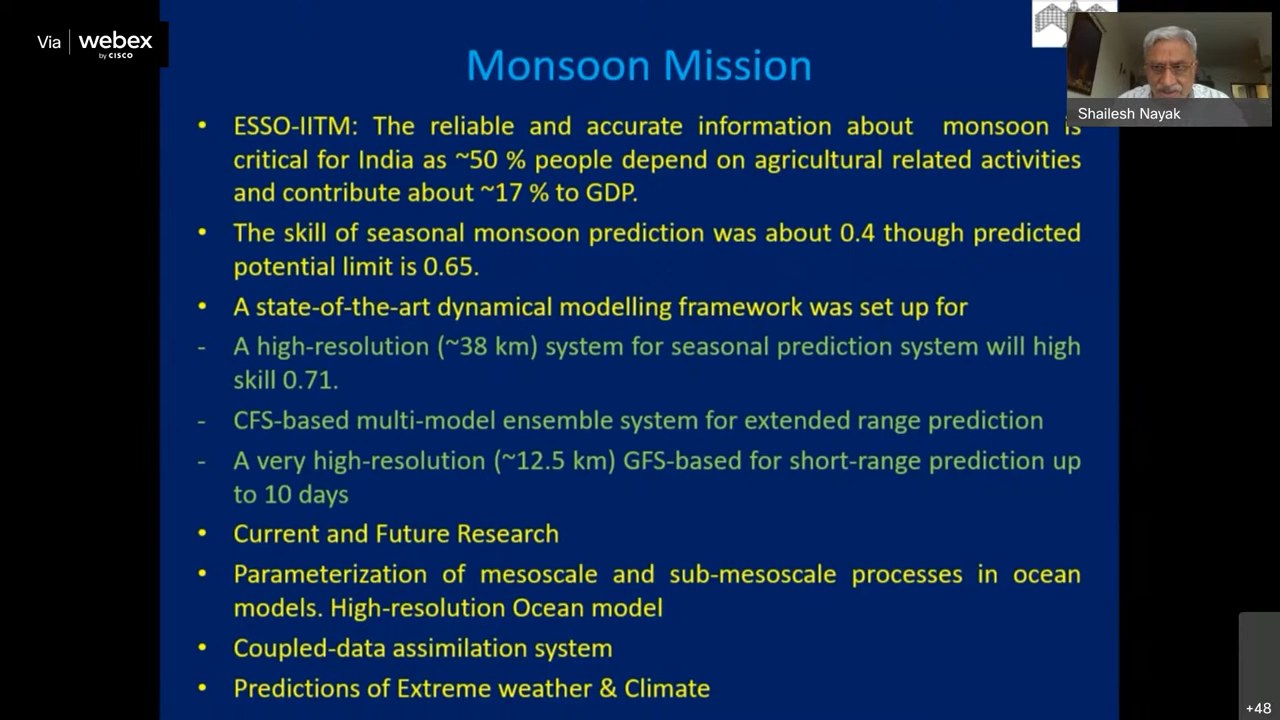 Via webex
by CISCO
Monsoon Mission
Shailesh Nayak
• ESSO-IITM: The reliable and accurate information about monsoon is
critical for India as ~50 % people depend on agricultural related activities
and contribute about ~17 % to GDP.
• The skill of seasonal monsoon prediction was about 0.4 though predicted
potential limit is 0.65.
• A state-of-the-art dynamical modelling framework was set up for
- A high-resolution (~38 km) system for seasonal prediction system will high
skill 0.71.
- CFS-based multi-model ensemble system for extended range prediction
- A very high-resolution (~12.5 km) GFS-based for short-range prediction up
to 10 days
• Current and Future Research
• Parameterization of mesoscale and sub-mesoscale processes in ocean
models. High-resolution Ocean model
• Coupled-data assimilation system
• Predictions of Extreme weather & Climate
+48